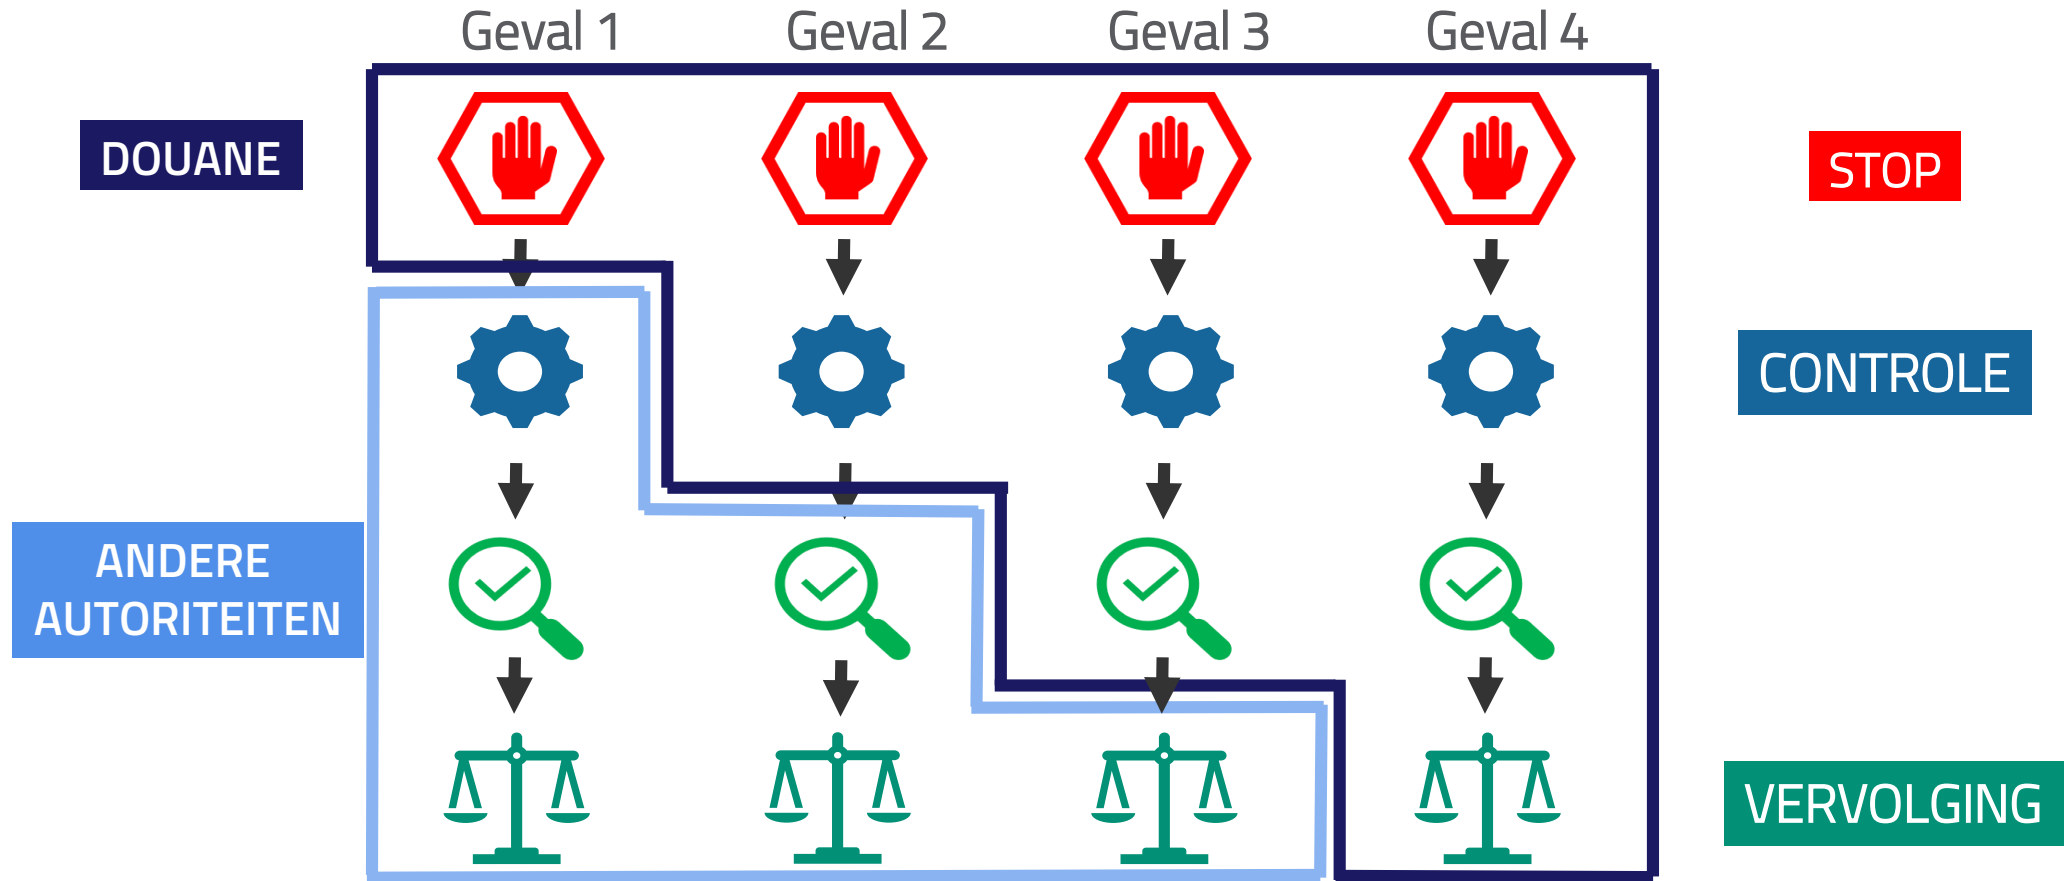 Geval 1
Geval 2
Geval 3
Geval 4
DOUANE
STOP
CONTROLE
ANDERE
AUTORITEITEN
VERVOLGING